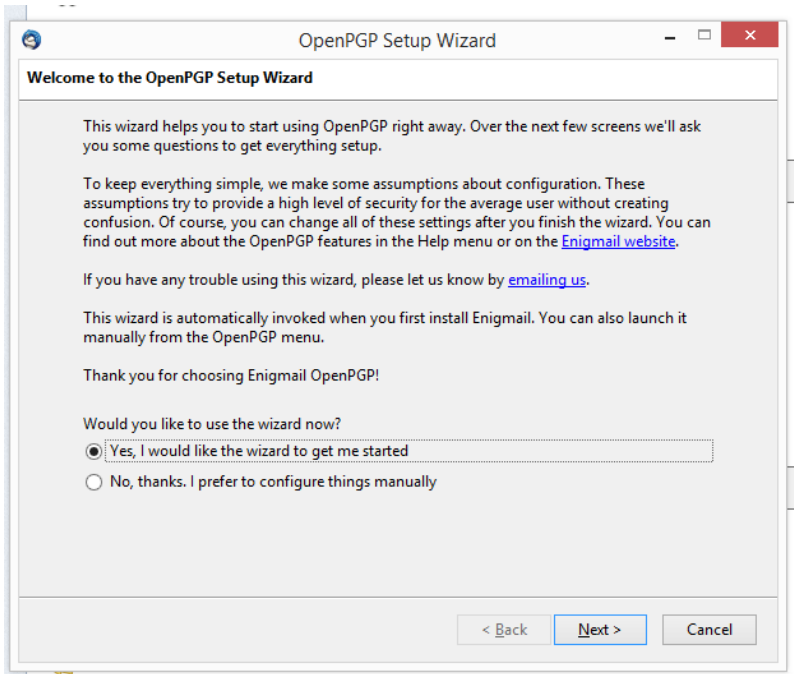 OpenPGP Setup Wizard
Welcome to the OpenPGP Setup Wizard
This wizard helps you to start using OpenPGP right away. Over the next few screens we'll ask
you some questions to get everything setup.
To keep everything simple, we make some assumptions about configuration. These
assumptions try to provide a high level of security for the average user without creating
confusion. Of course, you can change all of these settings after you finish the wizard. You can
find out more about the OpenPGP features in the Help menu or on the Enigmail website.
If you have any trouble using this wizard, please let us know by emailing us.
This wizard is automatically invoked when you first install Enigmail. You can also launch it
manually from the OpenPGP menu.
Thank you for choosing Enigmail OpenPGP!
Would you like to use the wizard now?
Yes, I would like the wizard to get me started
No, thanks. I prefer to configure things manually
< Back Next > Cancel